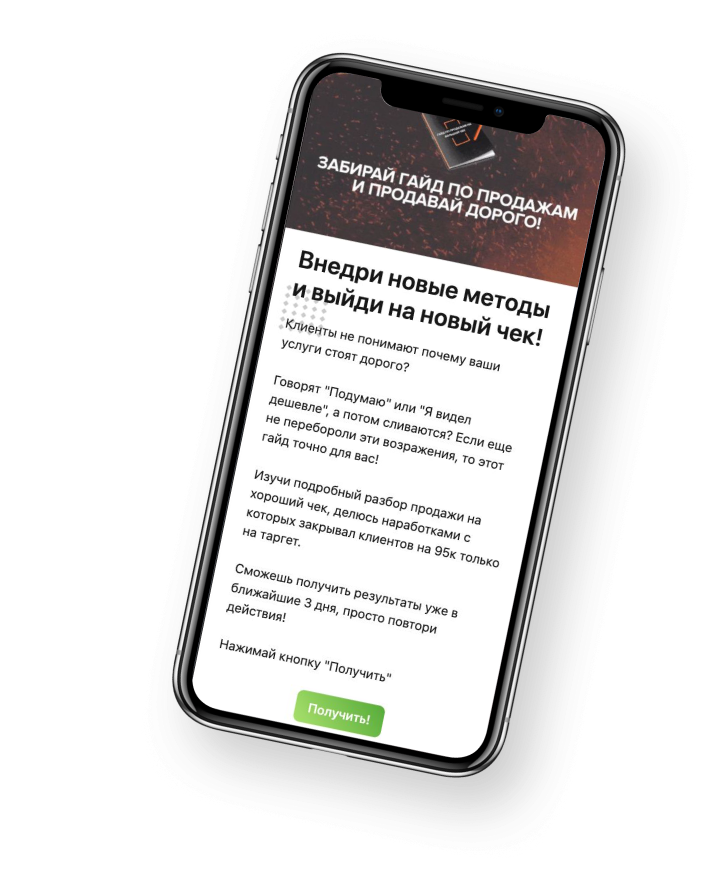 ЗАБИРАЙ ГАЙД ПО ПРОДАЖАМ
И ПРОДАВАЙ ДОРОГО!
Внедри новые методы
и выйди на новый чек!
Клиенты не понимают почему ваши
услуги стоят дорого?
Говорят "Подумаю" или "Я видел
дешевле", а потом сливаются? Если еще
не перебороли эти возражения, то этот
гайд точно для вас!
Изучи подробный разбор продажи на
хороший чек, делюсь наработками с
которых закрывал клиентов на 95к только
на таргет.
Сможешь получить результаты уже в
ближайшие 3 дня, просто повтори
действия!
Нажимай кнопку "Получить"
Получить!